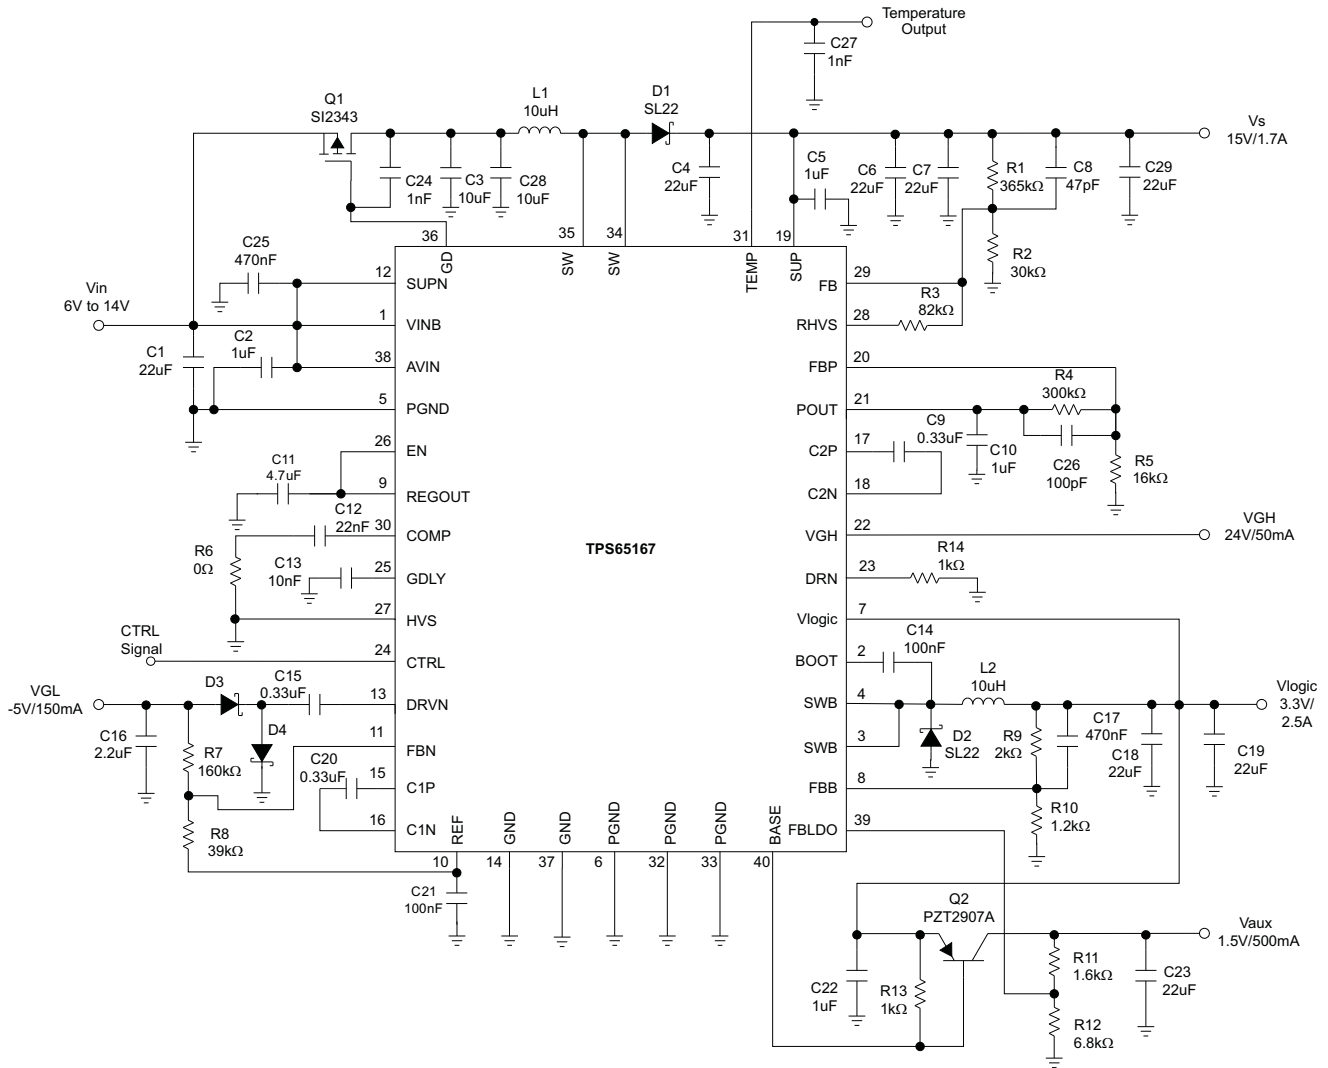 Temperature
Output
C27
1nF
Q1
SI2343
L1
10uH
D1
SL22
Vs
15V/1.7A
C24
1nF
C3
10uF
C28
10uF
C4
22uF
C5
1uF
C6
22uF
C7
22uF
R1
365kΩ
C8
47pF
C29
22uF
R2
30kΩ
36
35
34
31
19
GD
SW
SW
TEMP
SUP
C25
470nF
12
SUPN
29
FB
Vin
6V to 14V
1
VINB
R3
82kΩ
28
RHVS
C1
22uF
C2
1uF
38
AVIN
20
FBP
5
PGND
21
POUT
R4
300kΩ
26
EN
17
C2P
C9
0.33uF
C10
1uF
C26
100pF
R5
16kΩ
C11
4.7uF
9
REGOUT
18
C2N
C12
22nF
30
COMP
22
VGH
VGH
24V/50mA
R6
0Ω
TPS65167
C13
10nF
25
GDLY
23
DRN
R14
1kΩ
27
HVS
7
Vlogic
CTRL
Signal
24
CTRL
2
BOOT
C14
100nF
VGL
-5V/150mA
D3
C15
0.33uF
13
DRVN
4
SWB
L2
10uH
Vlogic
3.3V/
2.5A
C16
2.2uF
R7
160kΩ
D4
11
FBN
3
SWB
D2
SL22
R9
2kΩ
C17
470nF
C18
22uF
C19
22uF
C20
0.33uF
15
C1P
8
FBB
R10
1.2kΩ
R8
39kΩ
16
C1N
39
FBLDO
REF
GND
GND
PGND
PGND
PGND
BASE
10
14
37
6
32
33
40
C21
100nF
Q2
PZT2907A
Vaux
1.5V/500mA
C22
1uF
R13
1kΩ
R11
1.6kΩ
C23
22uF
R12
6.8kΩ